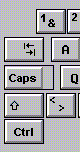 1 & 2
A
Caps Q
⇧ < >
Ctrl